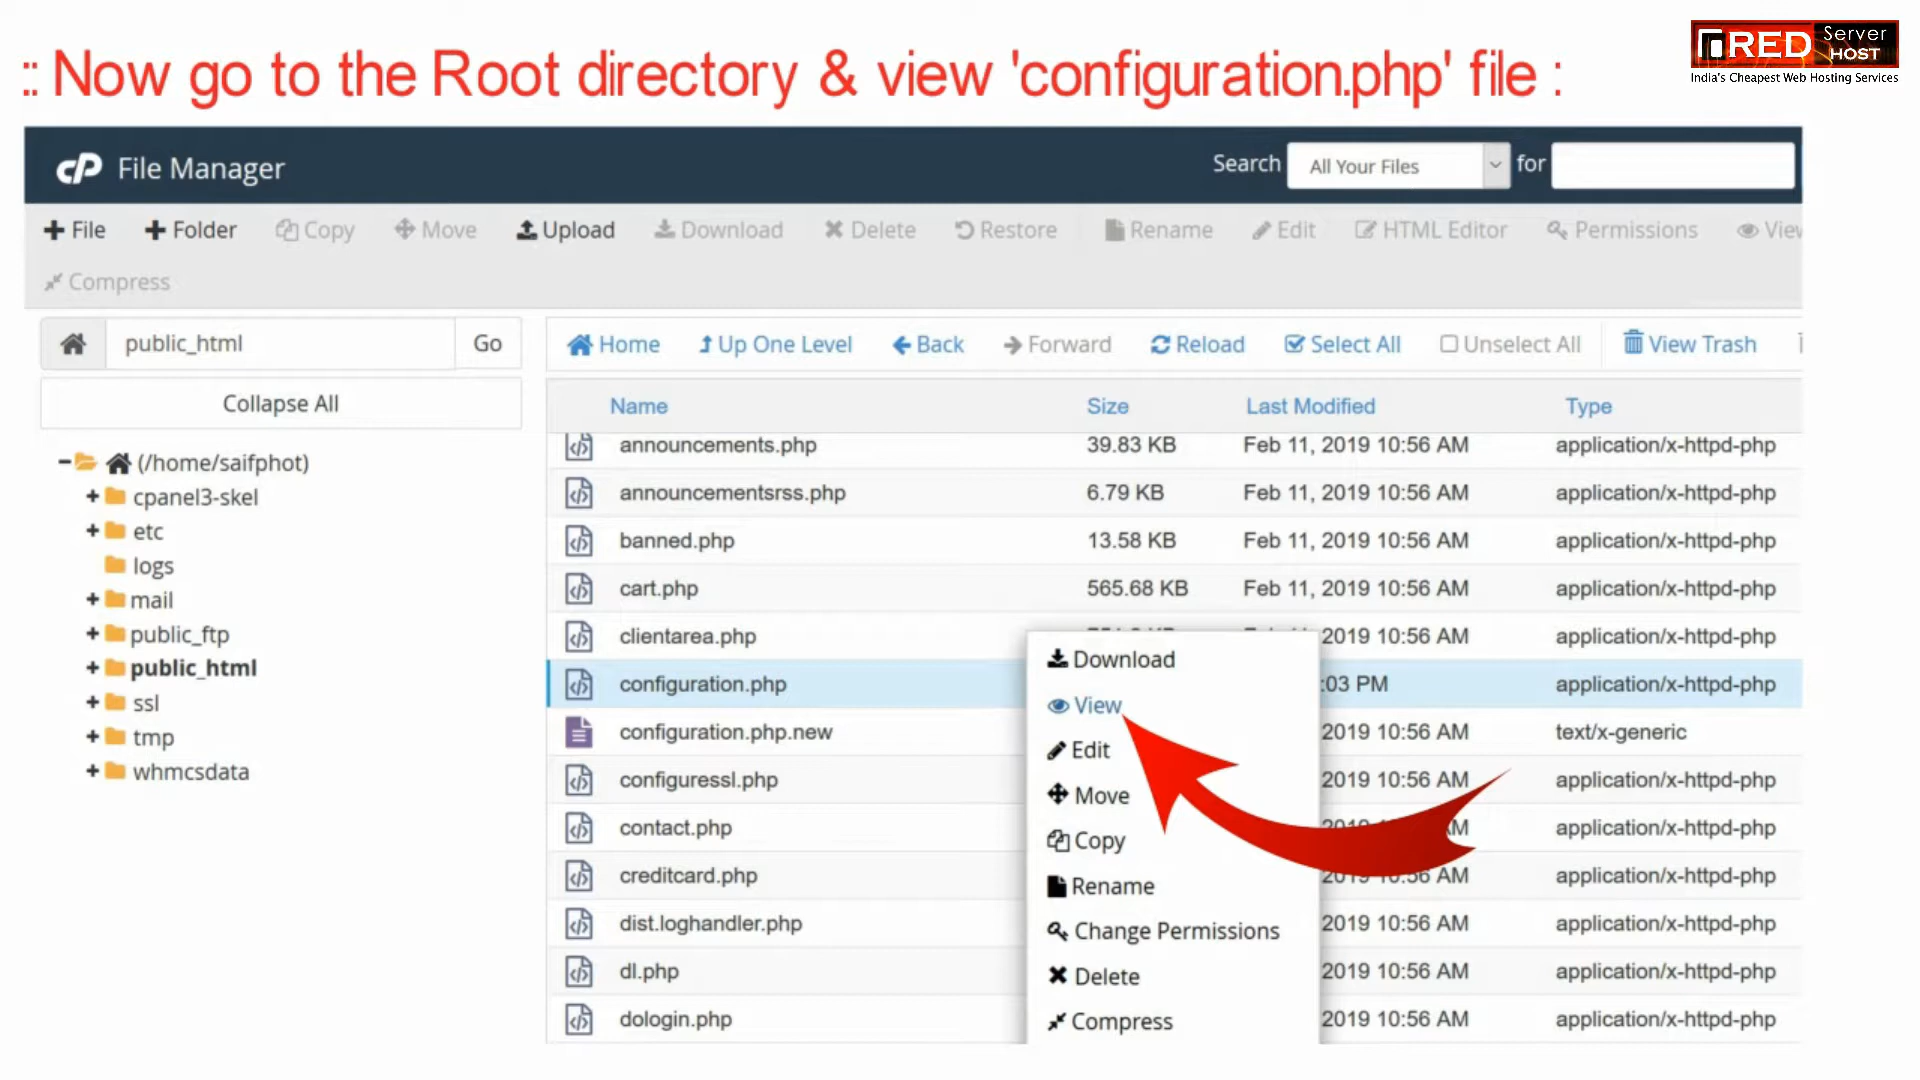 :: Now go to the Root directory & view 'configuration.php' file :
RED Server HOST
India's Cheapest Web Hosting Services
cP File Manager
Search All Your Files for
File Folder Copy Move Upload Download Delete Restore Rename Edit HTML Editor Permissions View
Compress
public_html Go
Home Up One Level Back Forward Reload Select All Unselect All View Trash
Collapse All
Name Size Last Modified Type
announcements.php 39.83 KB Feb 11, 2019 10:56 AM application/x-httpd-php
(/home/saifphot)
announcementsrss.php 6.79 KB Feb 11, 2019 10:56 AM application/x-httpd-php
cpanel3-skel
banned.php 13.58 KB Feb 11, 2019 10:56 AM application/x-httpd-php
etc
logs
cart.php 565.68 KB Feb 11, 2019 10:56 AM application/x-httpd-php
mail
clientarea.php 2019 10:56 AM application/x-httpd-php
public_ftp
Download
public_html
configuration.php :03 PM application/x-httpd-php
ssl
View
configuration.php.new 2019 10:56 AM text/x-generic
tmp
Edit
whmcsdata
configuressl.php 2019 10:56 AM application/x-httpd-php
Move
contact.php application/x-httpd-php
Copy
creditcard.php 2019 10:56 AM application/x-httpd-php
Rename
dist.loghandler.php 2019 10:56 AM application/x-httpd-php
Change Permissions
dl.php 2019 10:56 AM application/x-httpd-php
Delete
dologin.php 2019 10:56 AM application/x-httpd-php
Compress